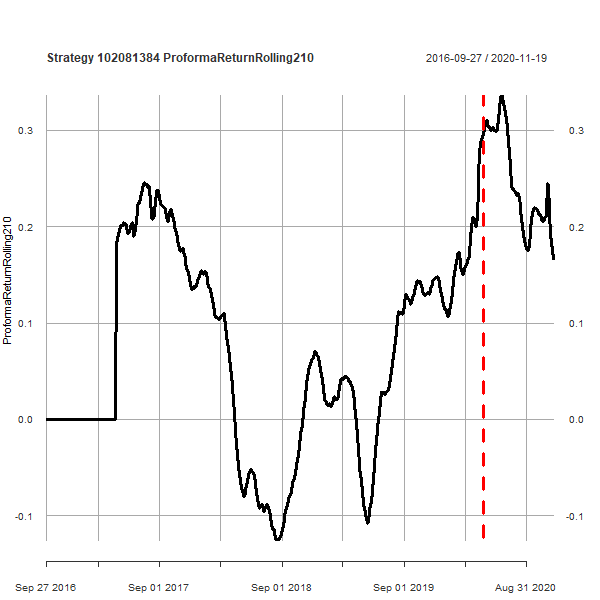 Strategy 102081384 ProformaReturnRolling210
2016-09-27 / 2020-11-19
ProformaReturnRolling210
0.3
0.2
0.1
0.0
-0.1
0.3
0.2
0.1
0.0
-0.1
Sep 27 2016
Sep 01 2017
Sep 01 2018
Sep 01 2019
Aug 31 2020